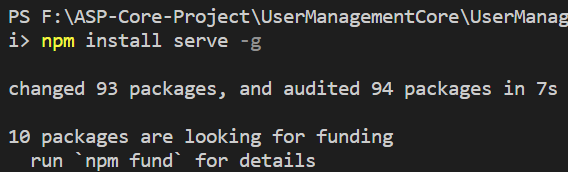 PS F:\ASP-Core-Project\UserManagementCore\UserManag
i> npm install serve -g
changed 93 packages, and audited 94 packages in 7s
10 packages are looking for funding
run `npm fund` for details